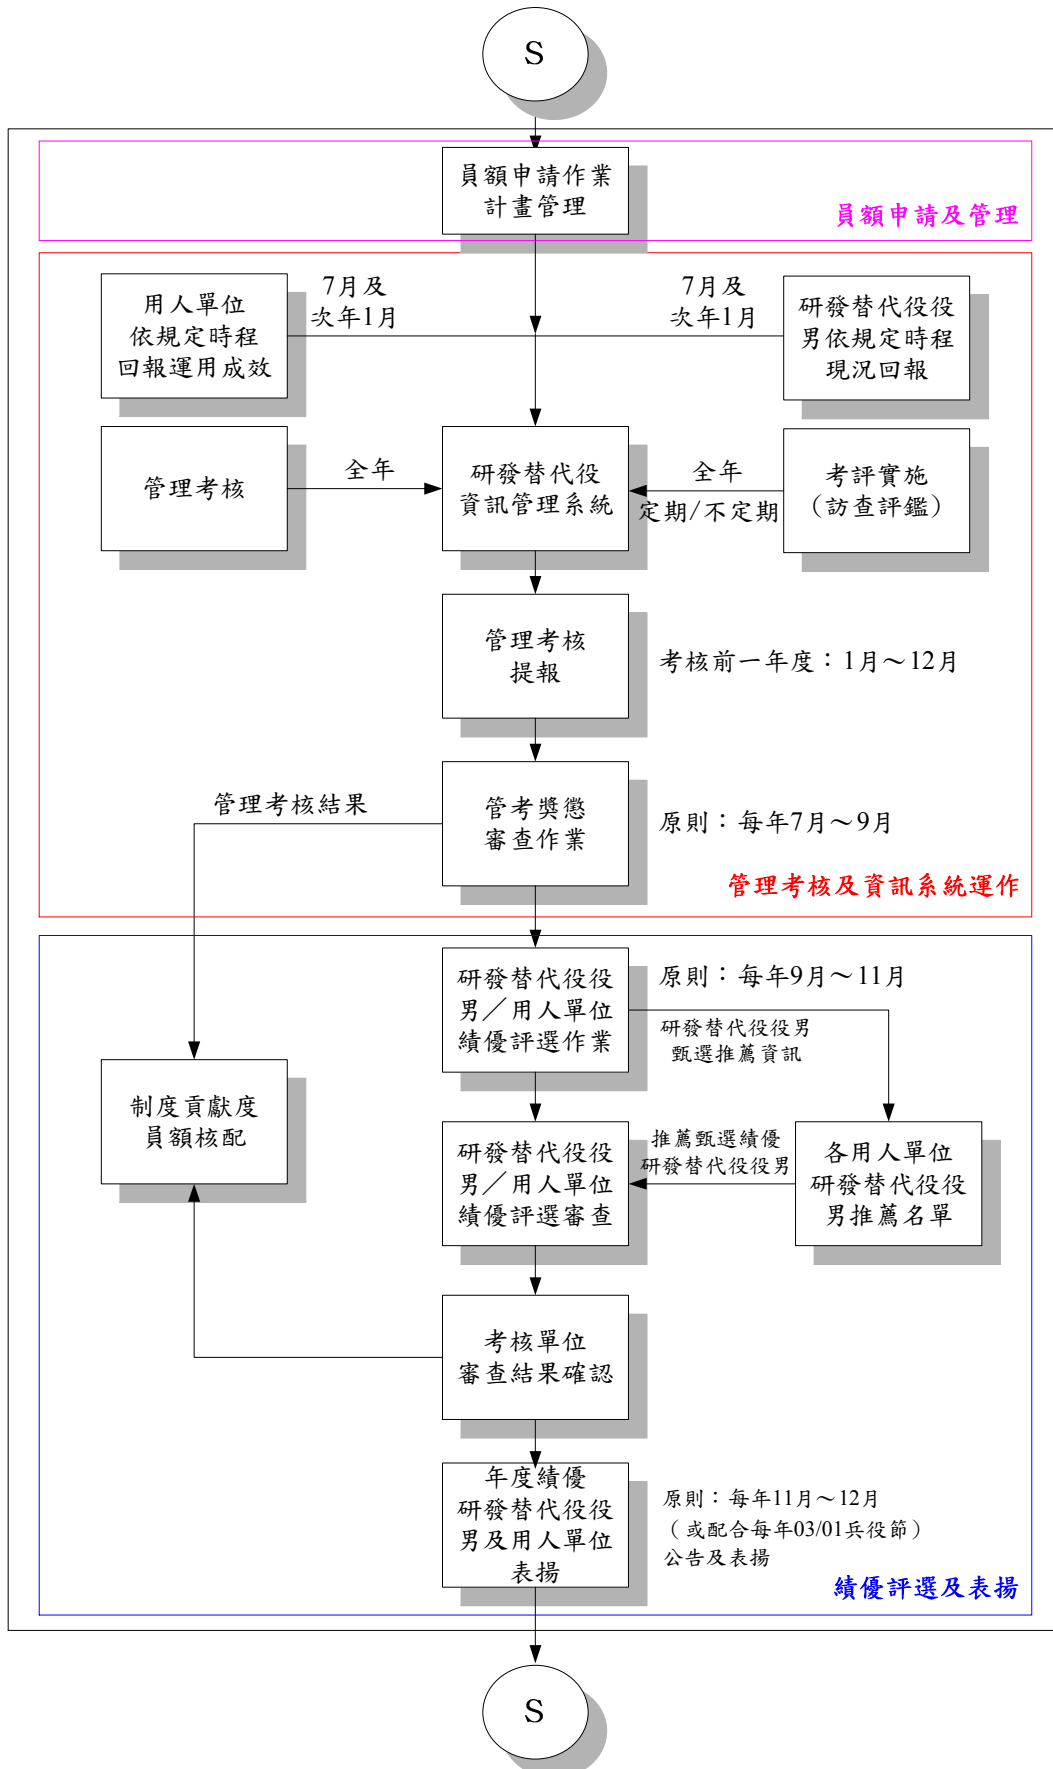 S
員額申請作業
計畫管理
員額申請及管理
用人單位
依規定時程
回報運用成效
7月及
次年1月
7月及
次年1月
研發替代役役
男依規定時程
現況回報
管理考核
全年
研發替代役
資訊管理系統
全年
定期/不定期
考評實施
（訪查評鑑）
管理考核
提報
考核前一年度：1月～12月
管理考核結果
管考獎懲
審查作業
原則：每年7月～9月
管理考核及資訊系統運作
研發替代役役
男／用人單位
績優評選作業
原則：每年9月～11月
研發替代役役男
甄選推薦資訊
制度貢獻度
員額核配
研發替代役役
男／用人單位
績優評選審查
推薦甄選績優
研發替代役役男
各用人單位
研發替代役役
男推薦名單
考核單位
審查結果確認
年度績優
研發替代役役
男及用人單位
表揚
原則：每年11月～12月
（或配合每年03/01兵役節）
公告及表揚
績優評選及表揚
S